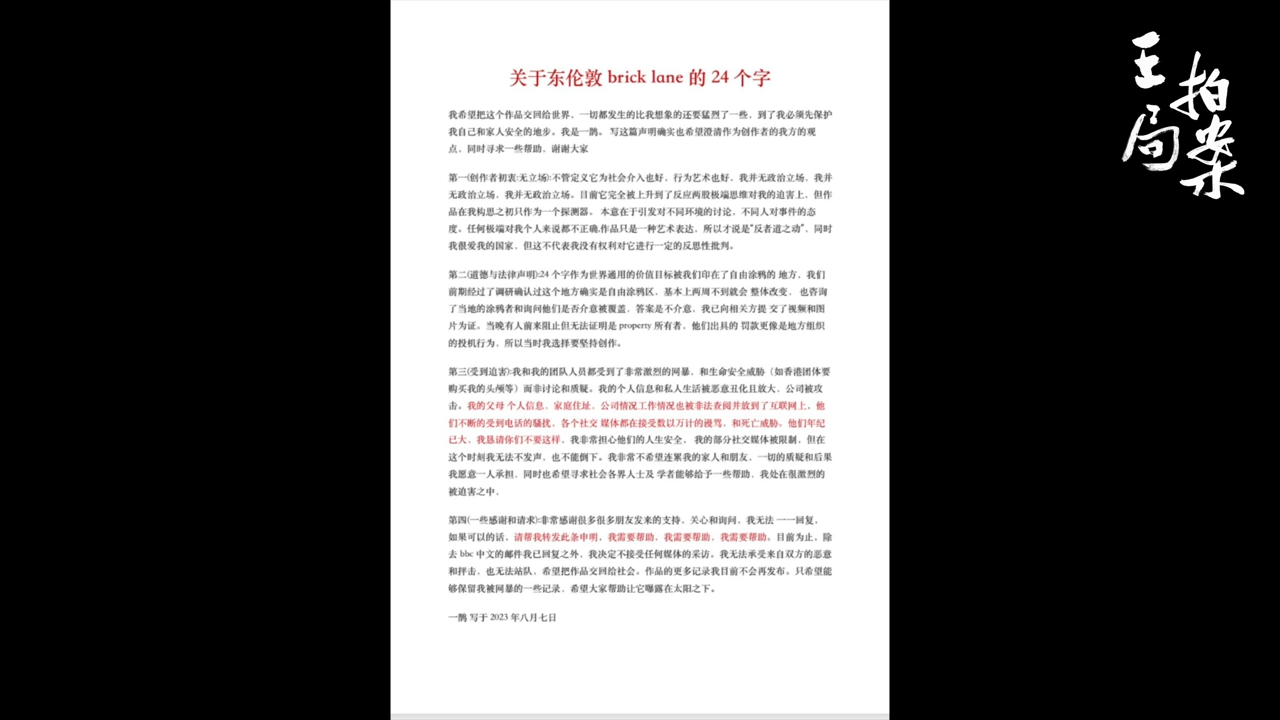 关于东伦敦 brick lane 的 24 个字
我希望把这个作品交回给世界，一切都发生的比我想象的还要猛烈了一些，到了我必须先保护
我自己和家人安全的地步。我是一鹊。 写这篇声明确实也希望澄清作为创作者的我方的观
点，同时寻求一些帮助，谢谢大家
第一(创作者初衷:无立场):不管定义它为社会介入也好，行为艺术也好，我并无政治立场，我并
无政治立场，我并无政治立场。目前它完全被上升到了反应两股极端思维对我的迫害上，但作
品在我构思之初只作为一个探测器。 本意在于引发对不同环境的讨论，不同人对事件的态
度。任何极端对我个人来说都不正确,作品只是一种艺术表达，所以才说是“反者道之动”，同时
我很爱我的国家，但这不代表我没有权利对它进行一定的反思性批判。
第二(道德与法律声明):24 个字作为世界通用的价值目标被我们印在了自由涂鸦的 地方，我们
前期经过了调研确认过这个地方确实是自由涂鸦区，基本上两周不到就会 整体改变， 也咨询
了当地的涂鸦者和询问他们是否介意被覆盖，答案是不介意，我已向相关方提 交了视频和图
片为证。当晚有人前来阻止但无法证明是 property 所有者，他们出具的 罚款更像是地方组织
的投机行为，所以当时我选择要坚持创作。
第三(受到迫害):我和我的团队人员都受到了非常激烈的网暴，和生命安全威胁（如香港团体要
购买我的头颅等）而非讨论和质疑。我的个人信息和私人生活被恶意丑化且放大，公司被攻
击。我的父母 个人信息，家庭住址，公司情况工作情况也被非法查阅并放到了互联网上，他
们不断的受到电话的骚扰，各个社交 媒体都在接受数以万计的谩骂，和死亡威胁。他们年纪
已大，我恳请你们不要这样，我非常担心他们的人生安全， 我的部分社交媒体被限制，但在
这个时刻我无法不发声，也不能倒下。我非常不希望连累我的家人和朋友，一切的质疑和后果
我愿意一人承担，同时也希望寻求社会各界人士及 学者能够给予一些帮助，我处在很激烈的
被迫害之中，
第四(一些感谢和请求):非常感谢很多很多朋友发来的支持，关心和询问，我无法 一一回复，
如果可以的话，请帮我转发此条申明，我需要帮助，我需要帮助，我需要帮助。目前为止，除
去 bbc 中文的邮件我已回复之外，我决定不接受任何媒体的采访。我无法承受来自双方的恶意
和抨击，也无法站队，希望把作品交回给社会。作品的更多记录我目前不会再发布。只希望能
够保留我被网暴的一些记录，希望大家帮助让它曝露在太阳之下。
一鹊 写于 2023 年八月七日
王局
拍案